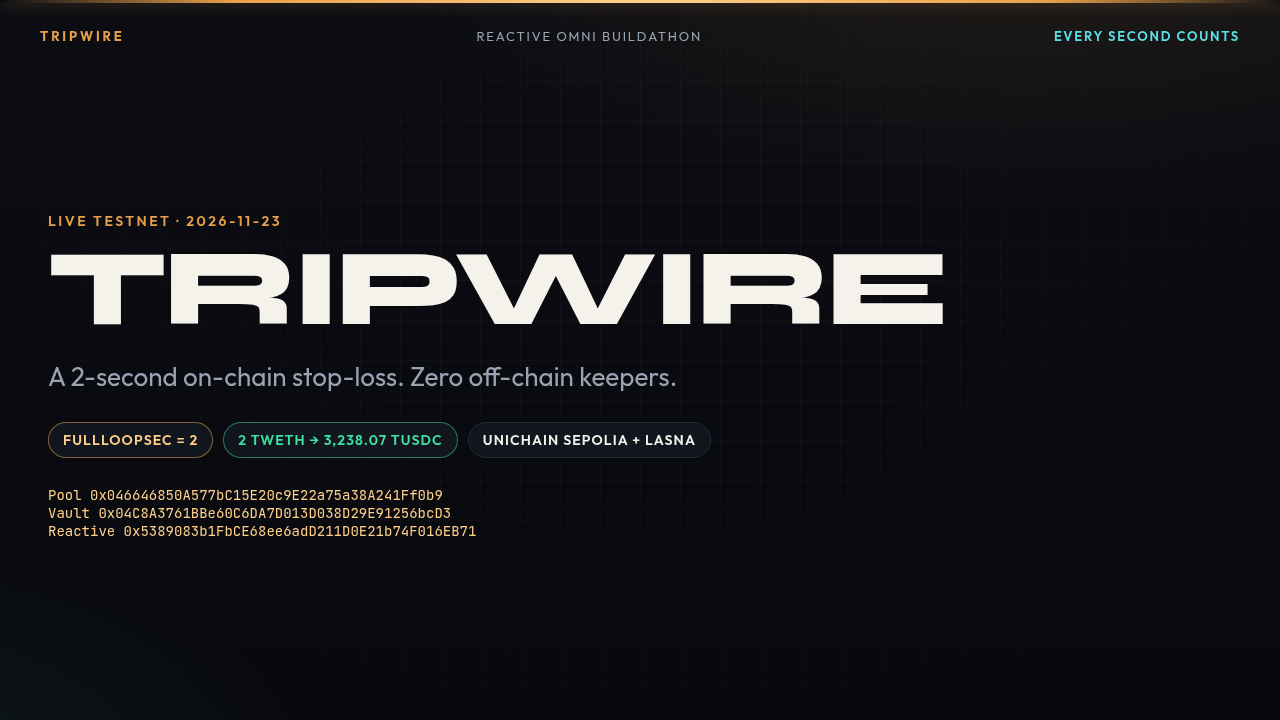 TRIPWIRE
REACTIVE OMNI BUILDATHON
EVERY SECOND COUNTS
LIVE TESTNET · 2026-11-23
TRIPWIRE
A 2-second on-chain stop-loss. Zero off-chain keepers.
FULLLOOPSEC = 2
2 TWETH → 3,238.07 TUSDC
UNICHAIN SEPOLIA + LASNA
Pool 0x046646850A577bC15E20c9E22a75a38A241Ff0b9
Vault 0x04C8A3761BBe60C6DA7D013D038D29E91256bcD3
Reactive 0x5389083b1FbCE68ee6adD211D0E21b74F016EB71